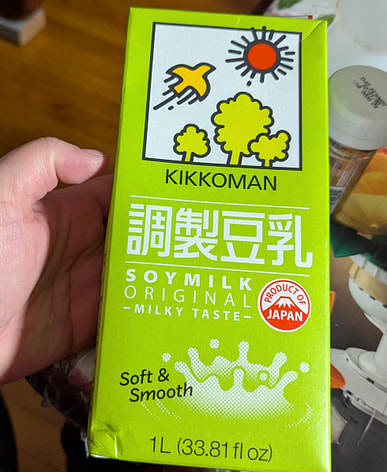 KIKKOMAN
調製豆乳
SOYMILK
ORIGINAL
-MILKY TASTE-
PRODUCT OF
JAPAN
Soft &
Smooth
1L (33.81 fl oz)